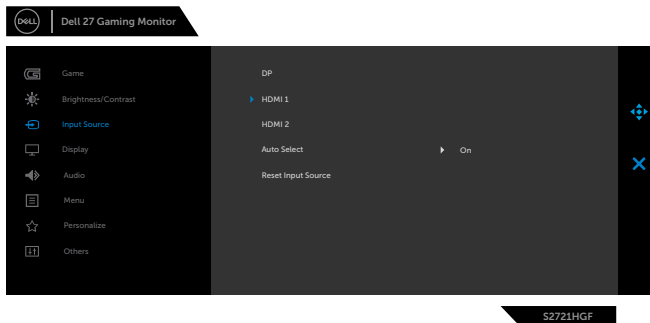 DELL
Dell 27 Gaming Monitor
Game
DP
Brightness/Contrast
HDMI 1
Input Source
HDMI 2
Display
Auto Select
On
Audio
Reset Input Source
Menu
Personalize
Others
S2721HGF